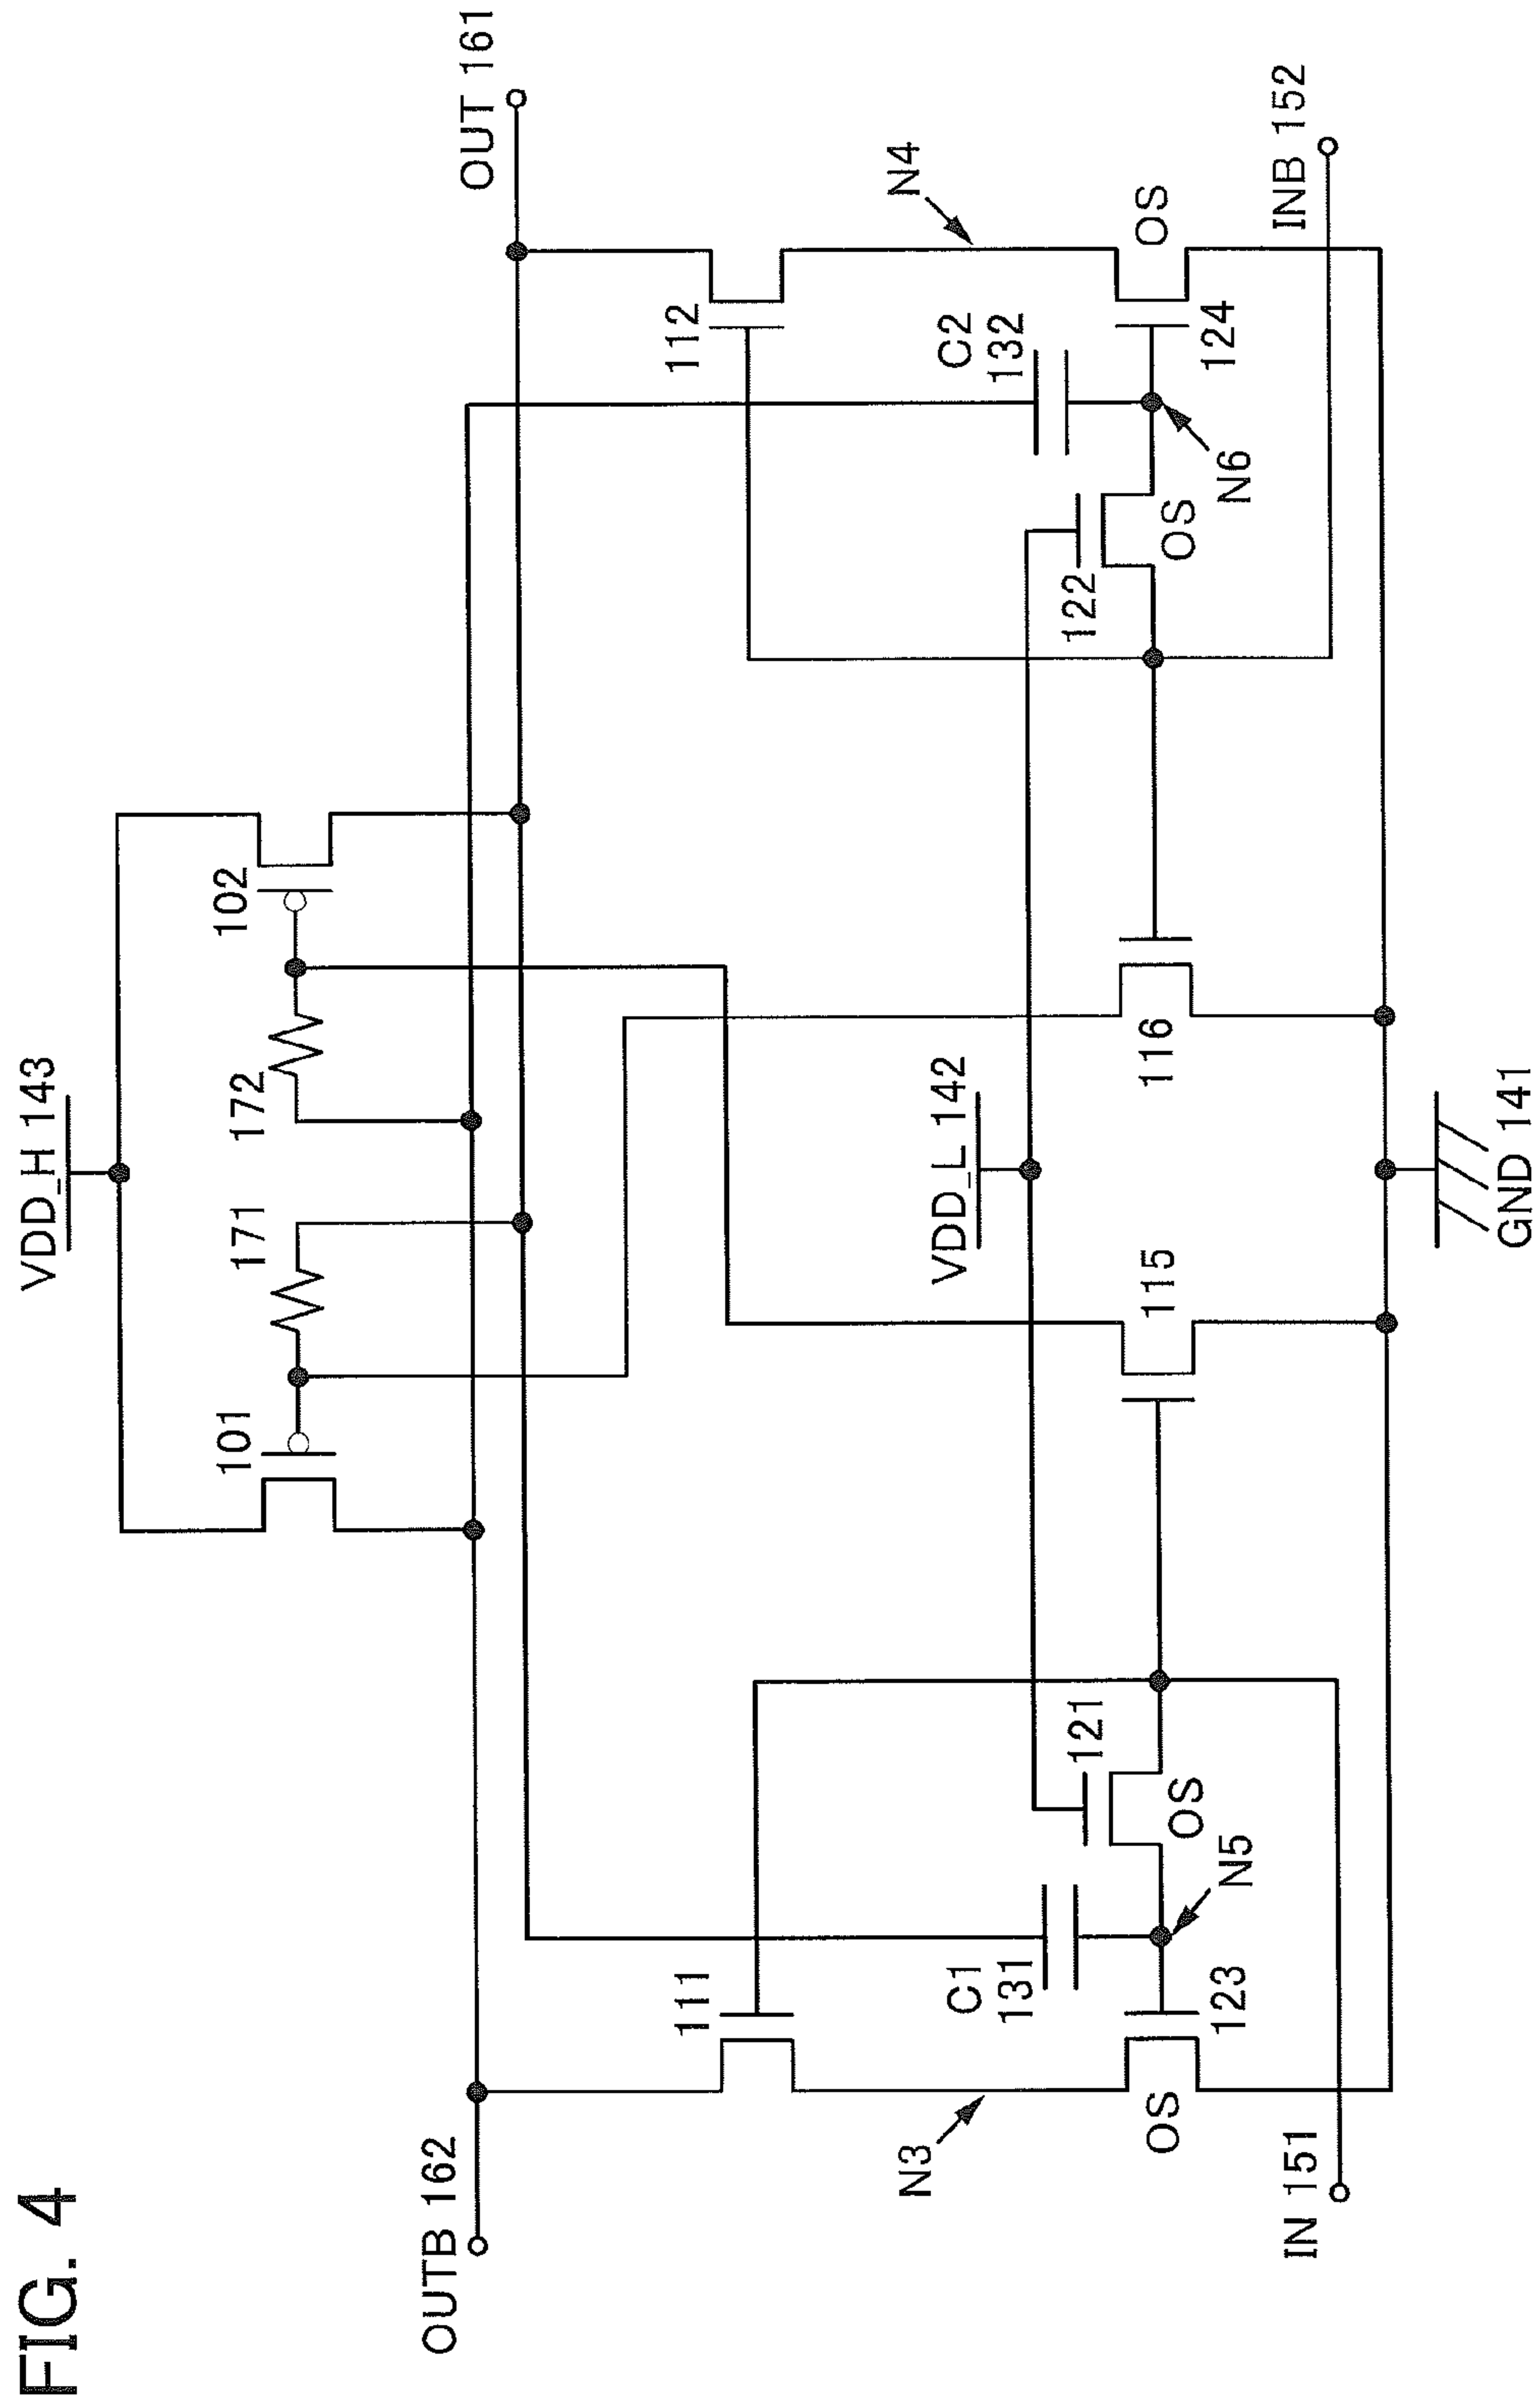 FIG. 4
VDD_H 143
101
171
172
102
OUTB 162
OUT 161
111
112
N3
N4
C1
131
C2
132
VDD_L 142
121
122
OS
OS
N5
N6
123
OS
124
OS
115
116
IN 151
INB 152
GND 141